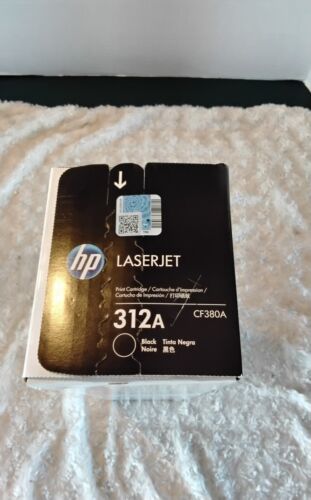 hp
LASERJET
Print Cartridge / Cartouche d'impression /
Cartucho de Impresión / 打印硒鼓
312A
CF380A
Black Tinta Negra
Noire 黑色